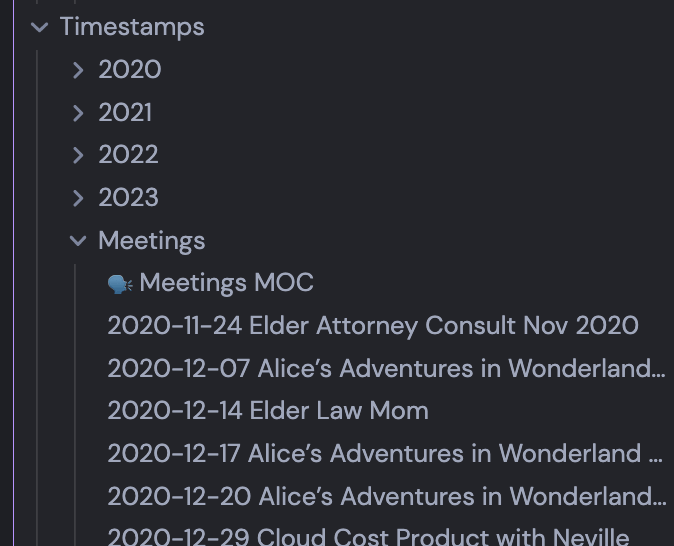 Timestamps
2020
2021
2022
2023
Meetings
🗣️ Meetings MOC
2020-11-24 Elder Attorney Consult Nov 2020
2020-12-07 Alice’s Adventures in Wonderland...
2020-12-14 Elder Law Mom
2020-12-17 Alice’s Adventures in Wonderland ...
2020-12-20 Alice’s Adventures in Wonderland...
2020-12-29 Cloud Cost Product with Neville